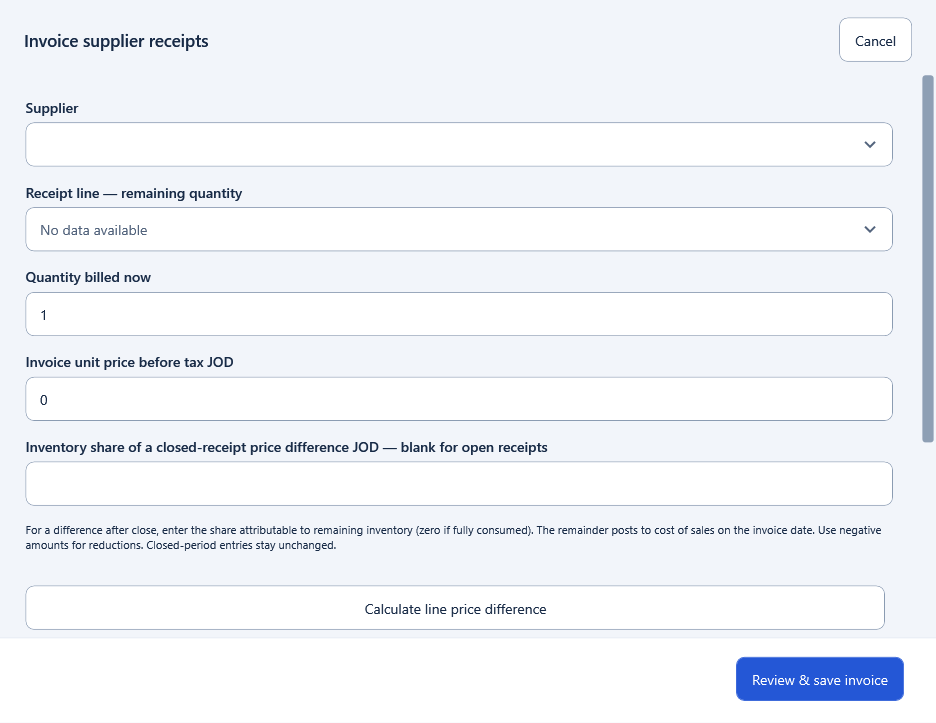 Invoice supplier receipts
Cancel
Supplier
Receipt line — remaining quantity
No data available
Quantity billed now
1
Invoice unit price before tax JOD
0
Inventory share of a closed-receipt price difference JOD — blank for open receipts
For a difference after close, enter the share attributable to remaining inventory (zero if fully consumed). The remainder posts to cost of sales on the invoice date. Use negative
amounts for reductions. Closed-period entries stay unchanged.
Calculate line price difference
Review & save invoice